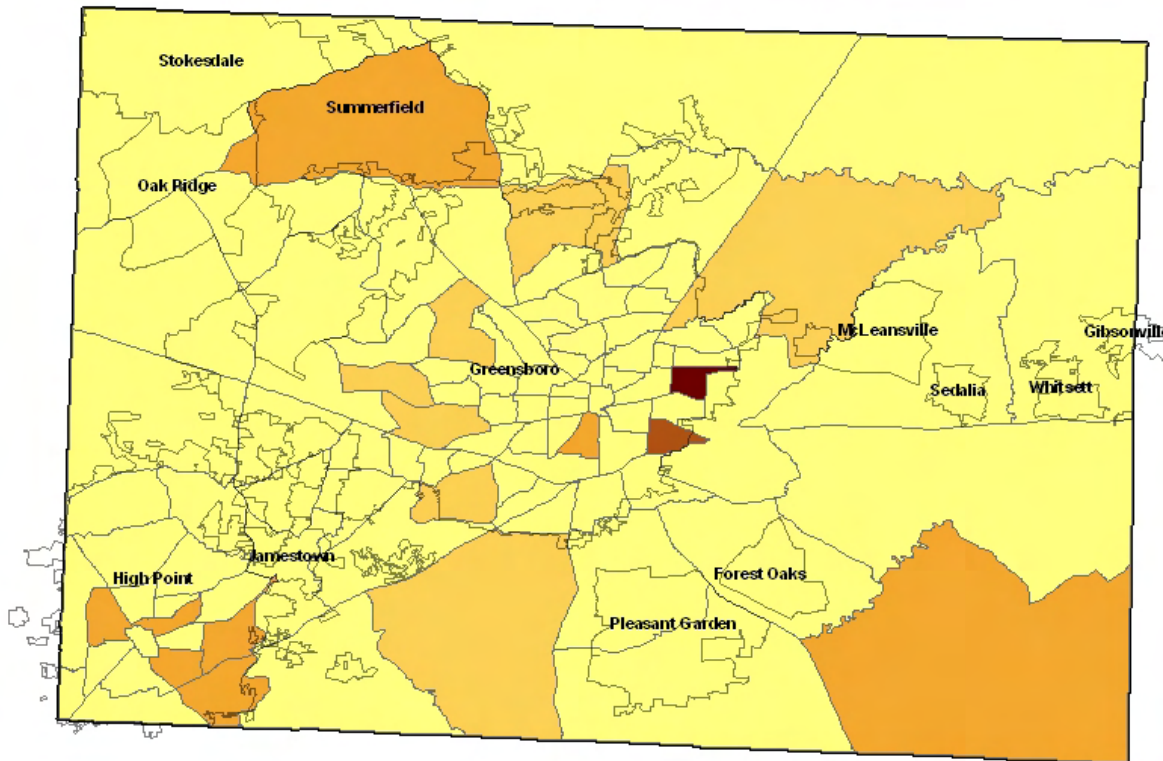 Stokesdale
Summerfield
Oak Ridge
McLeansville
Gibsonville
Greensboro
Sedalia
Whitsett
Jamestown
High Point
Forest Oaks
Pleasant Garden